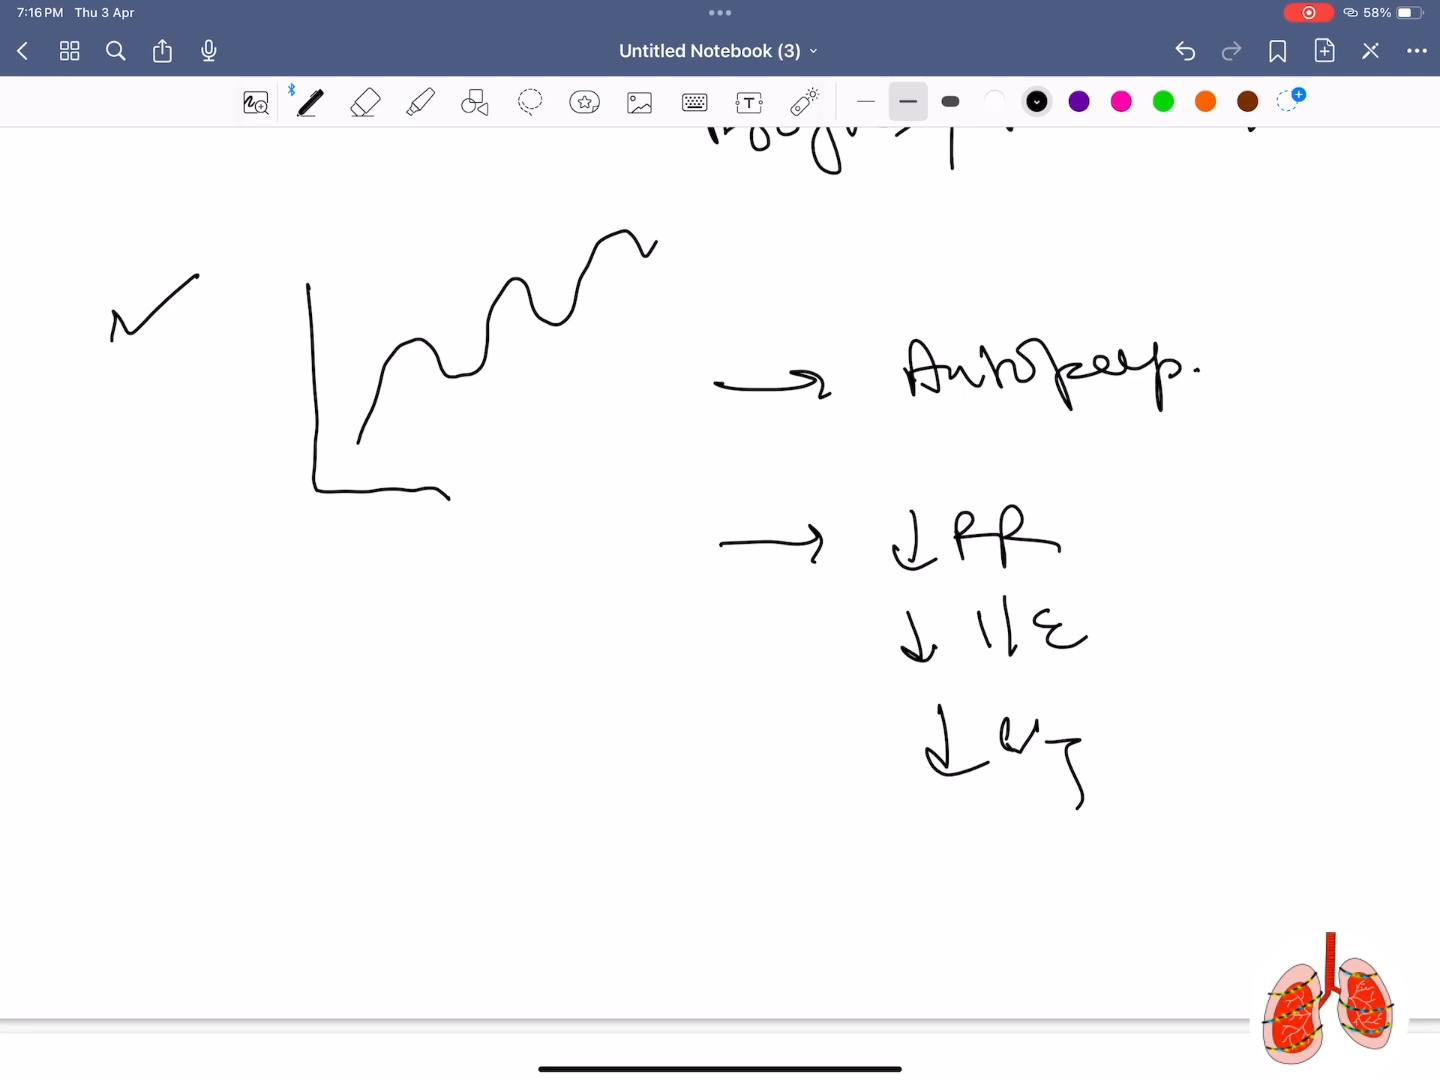 7:16 PM Thu 3 Apr
58%
Untitled Notebook (3)
T
→ Autopeep.
→ ↓ RR
↓ I/E
↓ VT